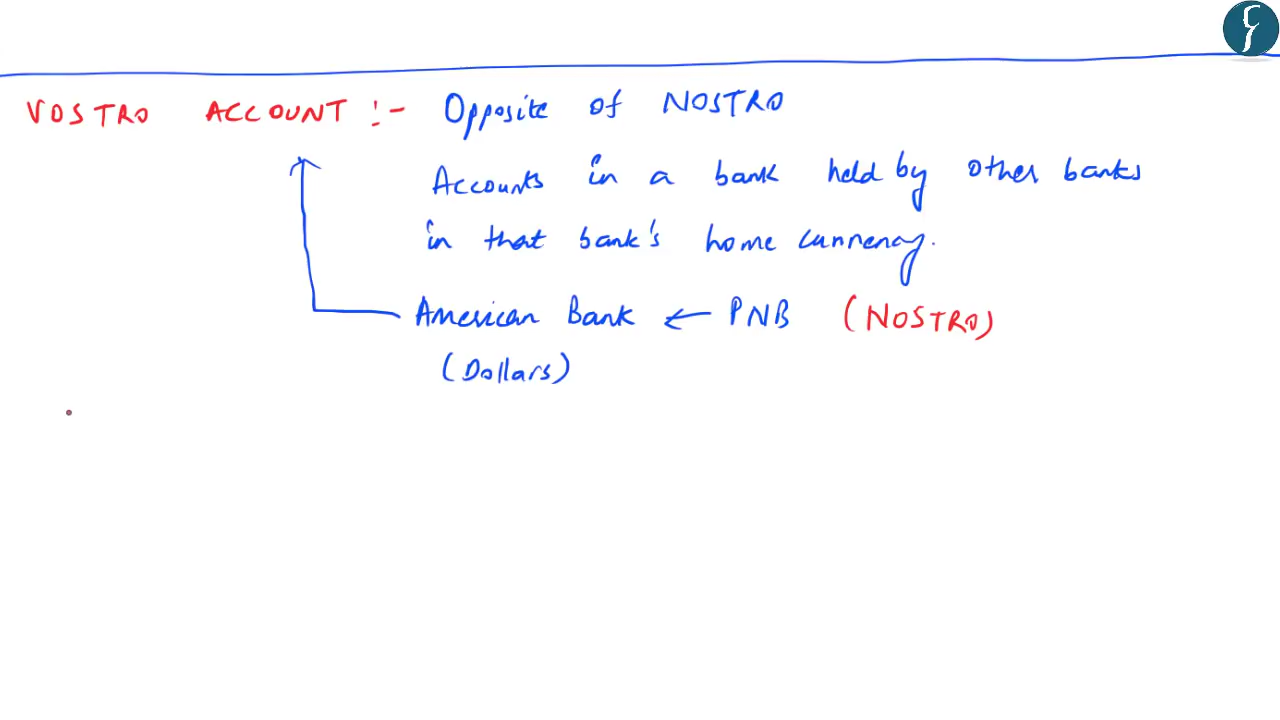 VOSTRO ACCOUNT :- Opposite of NOSTRO
Accounts in a bank held by other banks
in that bank's home currency.
American Bank ← PNB (NOSTRO)
(Dollars)